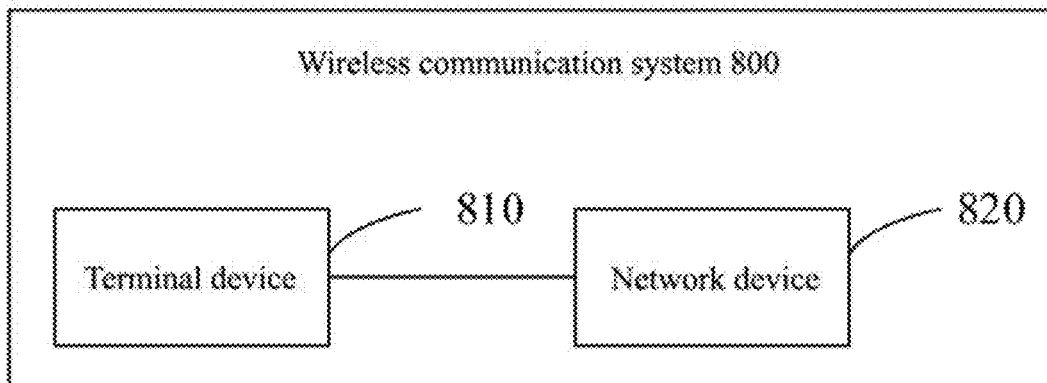 Wireless communication system 800
810
820
Terminal device
Network device